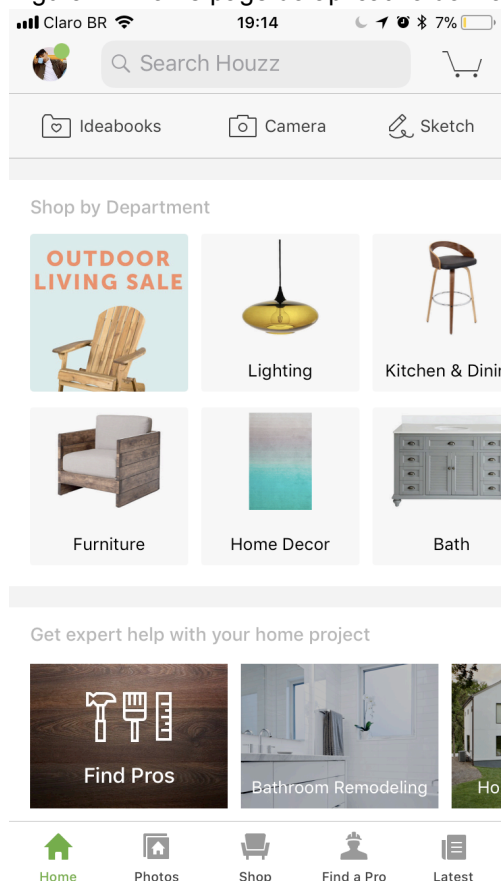 Claro BR 19:14 7%
Search Houzz
Ideabooks Camera Sketch
Shop by Department
OUTDOOR
LIVING SALE
Lighting Kitchen & Dinin
Furniture Home Decor Bath
Get expert help with your home project
Find Pros
Bathroom Remodeling Ho
Home Photos Shop Find a Pro Latest